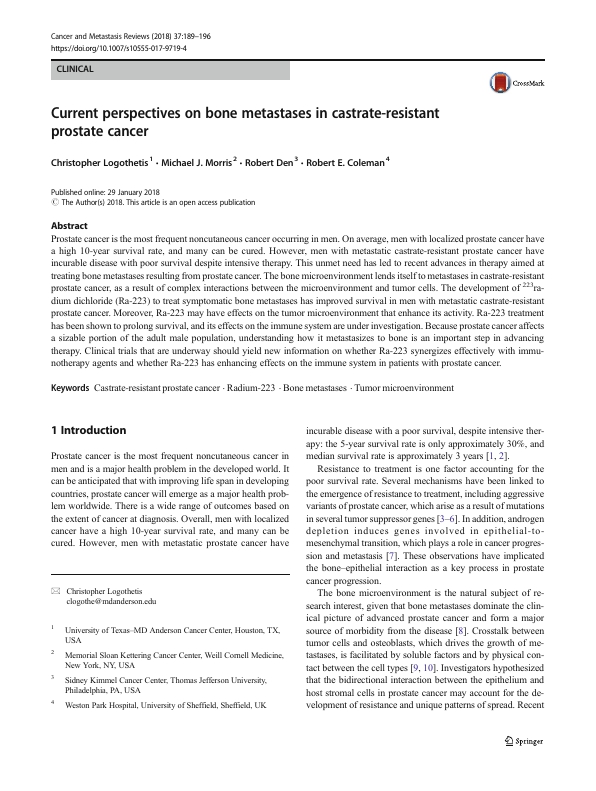 Cancer and Metastasis Reviews (2018) 37:189–196
https://doi.org/10.1007/s10555-017-9719-4
CLINICAL
CrossMark
Current perspectives on bone metastases in castrate-resistant
prostate cancer
Christopher Logothetis 1 · Michael J. Morris 2 · Robert Den 3 · Robert E. Coleman 4
Published online: 29 January 2018
© The Author(s) 2018. This article is an open access publication
Abstract
Prostate cancer is the most frequent noncutaneous cancer occurring in men. On average, men with localized prostate cancer have
a high 10-year survival rate, and many can be cured. However, men with metastatic castrate-resistant prostate cancer have
incurable disease with poor survival despite intensive therapy. This unmet need has led to recent advances in therapy aimed at
treating bone metastases resulting from prostate cancer. The bone microenvironment lends itself to metastases in castrate-resistant
prostate cancer, as a result of complex interactions between the microenvironment and tumor cells. The development of 223ra-
dium dichloride (Ra-223) to treat symptomatic bone metastases has improved survival in men with metastatic castrate-resistant
prostate cancer. Moreover, Ra-223 may have effects on the tumor microenvironment that enhance its activity. Ra-223 treatment
has been shown to prolong survival, and its effects on the immune system are under investigation. Because prostate cancer affects
a sizable portion of the adult male population, understanding how it metastasizes to bone is an important step in advancing
therapy. Clinical trials that are underway should yield new information on whether Ra-223 synergizes effectively with immu-
notherapy agents and whether Ra-223 has enhancing effects on the immune system in patients with prostate cancer.
Keywords Castrate-resistant prostate cancer · Radium-223 · Bone metastases · Tumor microenvironment
1 Introduction
Prostate cancer is the most frequent noncutaneous cancer in
men and is a major health problem in the developed world. It
can be anticipated that with improving life span in developing
countries, prostate cancer will emerge as a major health prob-
lem worldwide. There is a wide range of outcomes based on
the extent of cancer at diagnosis. Overall, men with localized
cancer have a high 10-year survival rate, and many can be
cured. However, men with metastatic prostate cancer have
✉ Christopher Logothetis
clogothe@mdanderson.edu
1 University of Texas–MD Anderson Cancer Center, Houston, TX,
USA
2 Memorial Sloan Kettering Cancer Center, Weill Cornell Medicine,
New York, NY, USA
3 Sidney Kimmel Cancer Center, Thomas Jefferson University,
Philadelphia, PA, USA
4 Weston Park Hospital, University of Sheffield, Sheffield, UK
incurable disease with a poor survival, despite intensive ther-
apy: the 5-year survival rate is only approximately 30%, and
median survival rate is approximately 3 years [1, 2].
Resistance to treatment is one factor accounting for the
poor survival rate. Several mechanisms have been linked to
the emergence of resistance to treatment, including aggressive
variants of prostate cancer, which arise as a result of mutations
in several tumor suppressor genes [3–6]. In addition, androgen
depletion induces genes involved in epithelial-to-
mesenchymal transition, which plays a role in cancer progres-
sion and metastasis [7]. These observations have implicated
the bone–epithelial interaction as a key process in prostate
cancer progression.
The bone microenvironment is the natural subject of re-
search interest, given that bone metastases dominate the clin-
ical picture of advanced prostate cancer and form a major
source of morbidity from the disease [8]. Crosstalk between
tumor cells and osteoblasts, which drives the growth of me-
tastases, is facilitated by soluble factors and by physical con-
tact between the cell types [9, 10]. Investigators hypothesized
that the bidirectional interaction between the epithelium and
host stromal cells in prostate cancer may account for the de-
velopment of resistance and unique patterns of spread. Recent
Springer